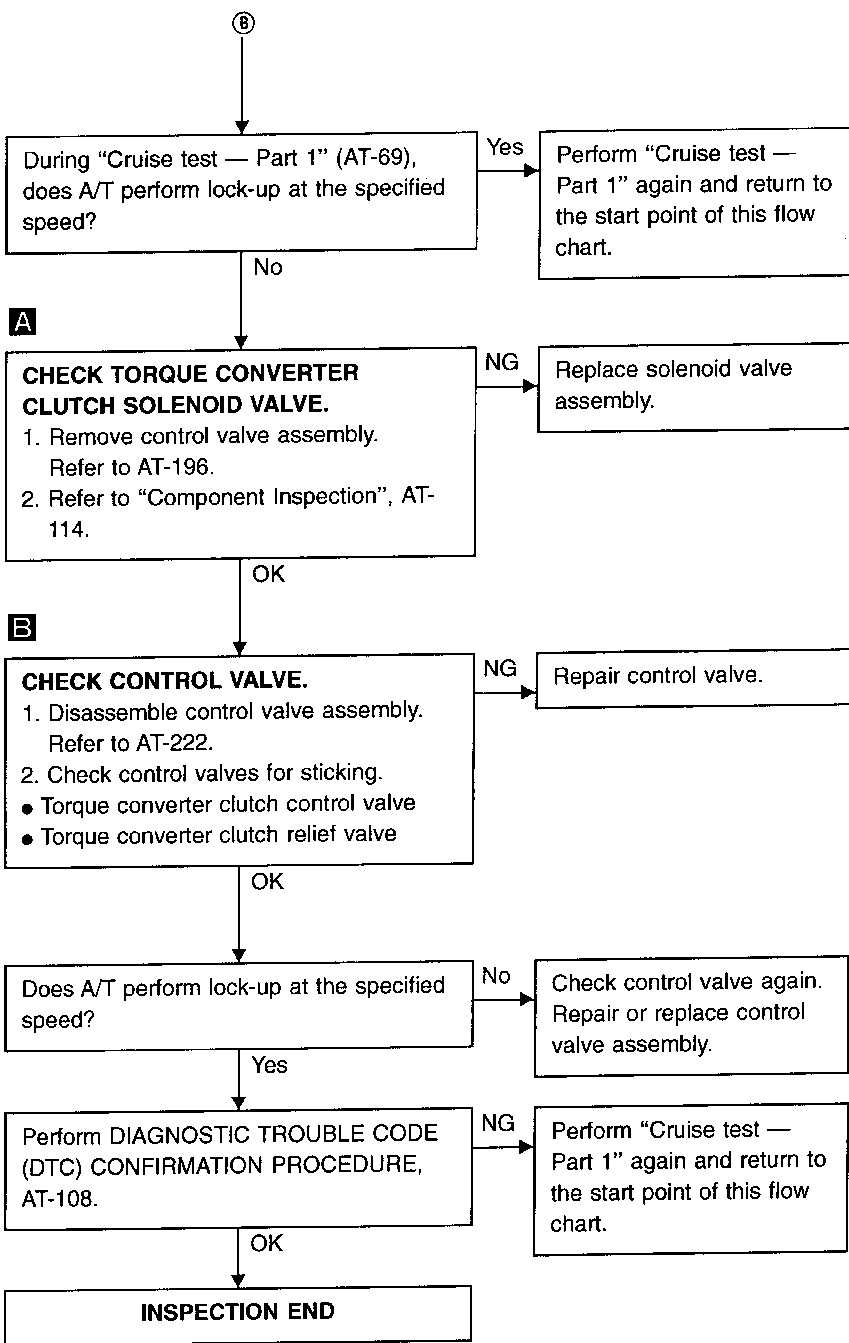 Ⓑ
During “Cruise test — Part 1” (AT-69),
does A/T perform lock-up at the specified
speed?
Yes
Perform “Cruise test —
Part 1” again and return to
the start point of this flow
chart.
No
A
CHECK TORQUE CONVERTER
CLUTCH SOLENOID VALVE.
1. Remove control valve assembly.
Refer to AT-196.
2. Refer to “Component Inspection”, AT-
114.
NG
Replace solenoid valve
assembly.
OK
B
CHECK CONTROL VALVE.
1. Disassemble control valve assembly.
Refer to AT-222.
2. Check control valves for sticking.
● Torque converter clutch control valve
● Torque converter clutch relief valve
NG
Repair control valve.
OK
Does A/T perform lock-up at the specified
speed?
No
Check control valve again.
Repair or replace control
valve assembly.
Yes
Perform DIAGNOSTIC TROUBLE CODE
(DTC) CONFIRMATION PROCEDURE,
AT-108.
NG
Perform “Cruise test —
Part 1” again and return to
the start point of this flow
chart.
OK
INSPECTION END